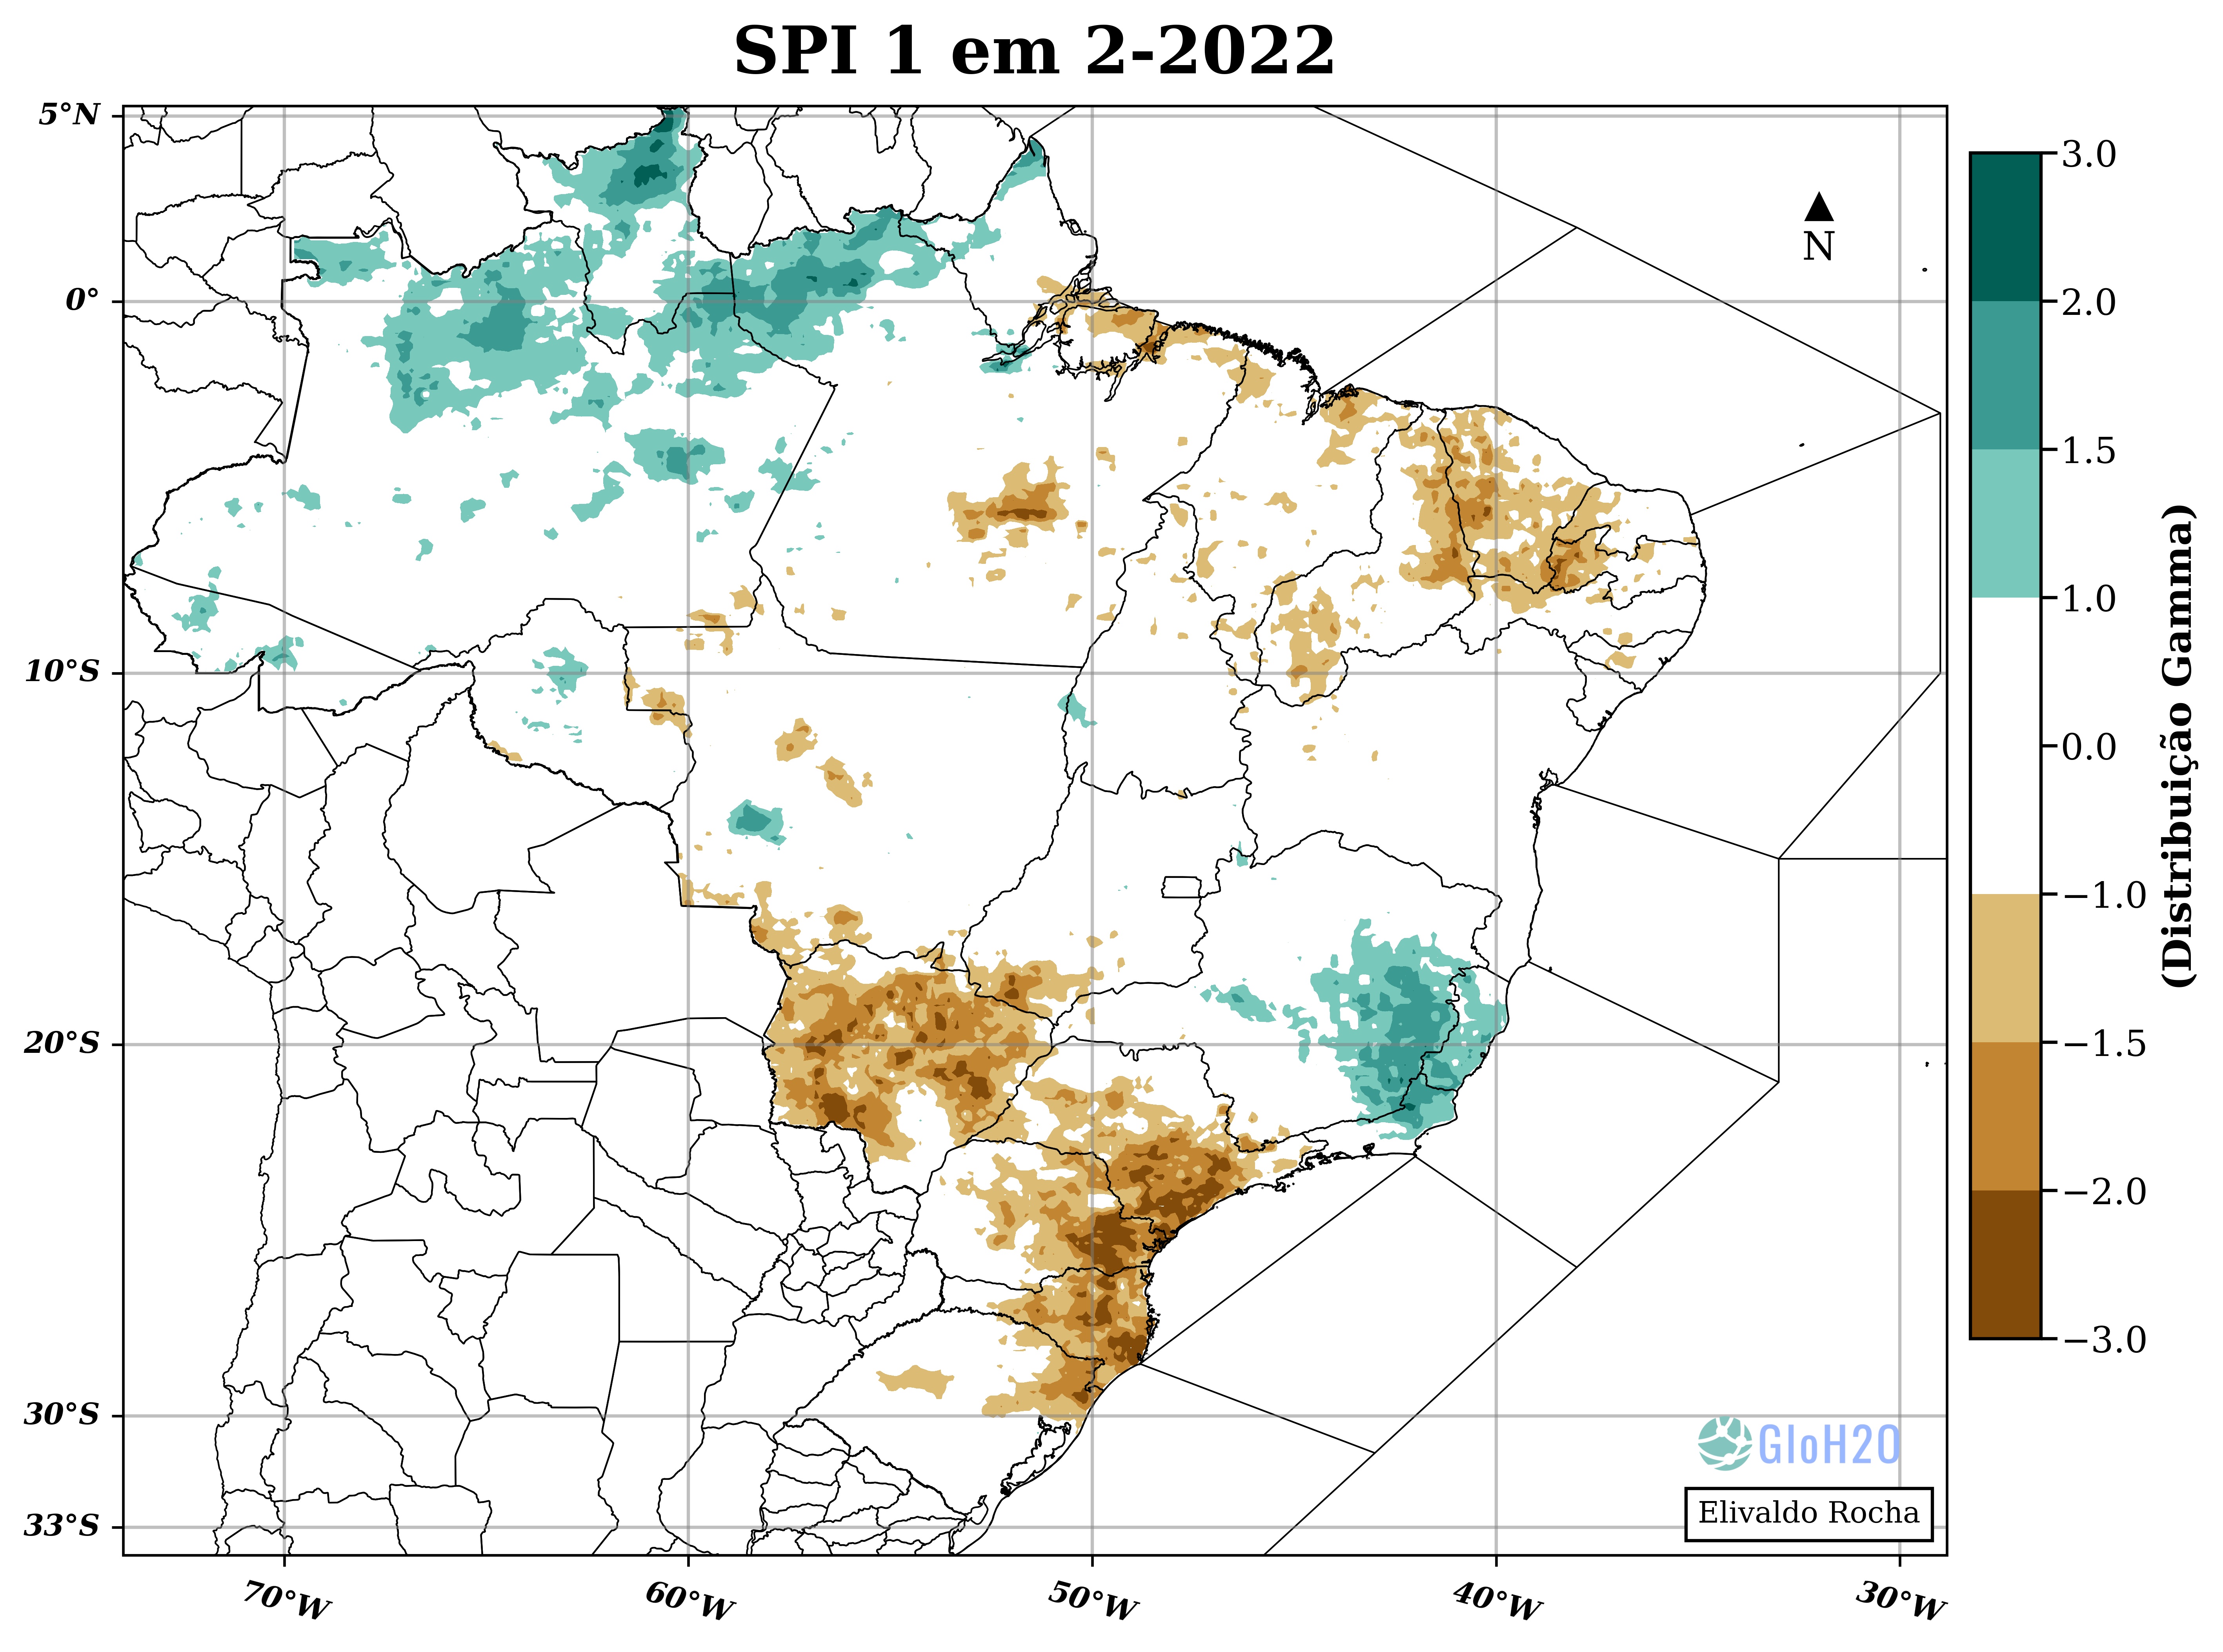 SPI 1 em 2-2022
5°N
0°
10°S
20°S
30°S
33°S
70°W
60°W
50°W
40°W
30°W
N
3.0
2.0
1.5
1.0
0.0
−1.0
−1.5
−2.0
−3.0
(Distribuição Gamma)
GloH2O
Elivaldo Rocha